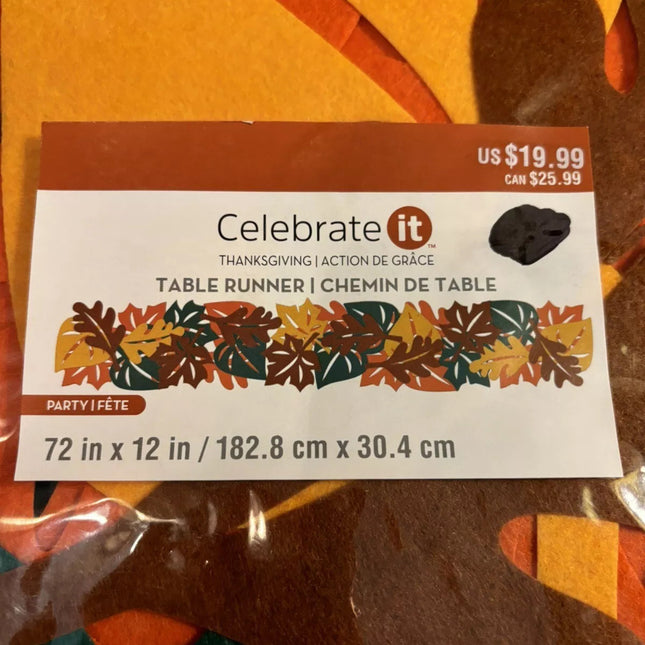 US $19.99
CAN $25.99
Celebrate it™
THANKSGIVING | ACTION DE GRÂCE
TABLE RUNNER | CHEMIN DE TABLE
PARTY | FÊTE
72 in x 12 in / 182.8 cm x 30.4 cm